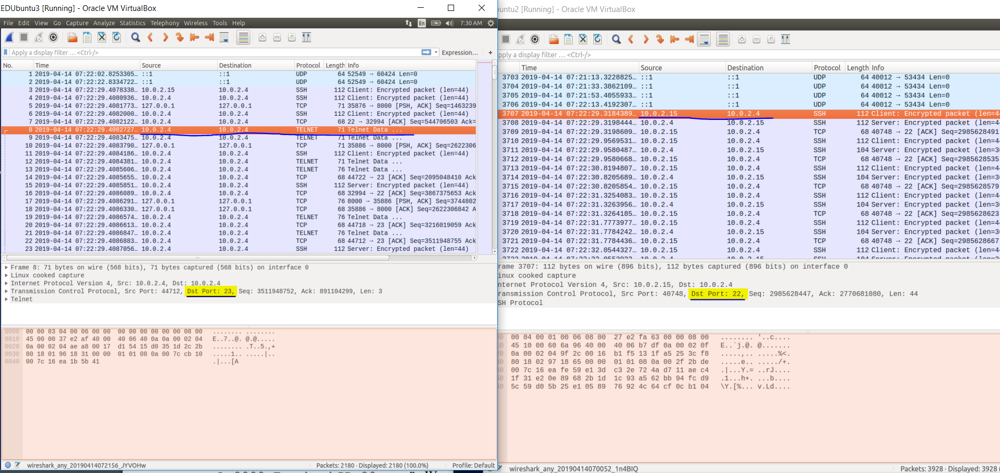 EDUbuntu3 [Running] - Oracle VM VirtualBox
File Edit View Go Capture Analyze Statistics Telephony Wireless Tools Help
En 7:30 AM
Apply a display filter ... <Ctrl-/> Expression... +
No. Time Source Destination Protocol Length Info
1 2019-04-14 07:22:02.8253305... ::1 ::1 UDP 64 52549 → 60424 Len=0
2 2019-04-14 07:22:22.8334722... ::1 ::1 UDP 64 52549 → 60424 Len=0
3 2019-04-14 07:22:29.4078338... 10.0.2.15 10.0.2.4 SSH 112 Client: Encrypted packet (len=44)
4 2019-04-14 07:22:29.4080936... 10.0.2.4 10.0.2.4 SSH 112 Client: Encrypted packet (len=44)
5 2019-04-14 07:22:29.4081773... 127.0.0.1 127.0.0.1 TCP 71 35876 → 8000 [PSH, ACK] Seq=1463239
6 2019-04-14 07:22:29.4082000... 10.0.2.4 10.0.2.4 SSH 112 Client: Encrypted packet (len=44)
7 2019-04-14 07:22:29.4082122... 10.0.2.4 10.0.2.4 TCP 68 22 → 32994 [ACK] Seq=544706503 Ack=
8 2019-04-14 07:22:29.4082727... 10.0.2.4 10.0.2.4 TELNET 71 Telnet Data ...
9 2019-04-14 07:22:29.4083475... 10.0.2.4 10.0.2.4 TELNET 71 Telnet Data ...
10 2019-04-14 07:22:29.4083790... 127.0.0.1 127.0.0.1 TCP 71 35886 → 8000 [PSH, ACK] Seq=2622306
11 2019-04-14 07:22:29.4084186... 10.0.2.4 10.0.2.4 SSH 112 Client: Encrypted packet (len=44)
12 2019-04-14 07:22:29.4084381... 10.0.2.4 10.0.2.4 TELNET 71 Telnet Data ...
13 2019-04-14 07:22:29.4085606... 10.0.2.4 10.0.2.4 TELNET 76 Telnet Data ...
14 2019-04-14 07:22:29.4085655... 10.0.2.4 10.0.2.4 TCP 68 44722 → 23 [ACK] Seq=2095048410 Ack
15 2019-04-14 07:22:29.4085851... 10.0.2.4 10.0.2.4 SSH 112 Server: Encrypted packet (len=44)
16 2019-04-14 07:22:29.4086089... 10.0.2.4 10.0.2.4 TCP 68 32994 → 22 [ACK] Seq=3867375653 Ack
17 2019-04-14 07:22:29.4086291... 127.0.0.1 127.0.0.1 TCP 76 8000 → 35886 [PSH, ACK] Seq=3744802
18 2019-04-14 07:22:29.4086330... 127.0.0.1 127.0.0.1 TCP 68 35886 → 8000 [ACK] Seq=2622306842 A
19 2019-04-14 07:22:29.4086574... 10.0.2.4 10.0.2.4 TELNET 76 Telnet Data ...
20 2019-04-14 07:22:29.4086613... 10.0.2.4 10.0.2.4 TCP 68 44718 → 23 [ACK] Seq=3216019059 Ack
21 2019-04-14 07:22:29.4086847... 10.0.2.4 10.0.2.4 TELNET 76 Telnet Data ...
22 2019-04-14 07:22:29.4086883... 10.0.2.4 10.0.2.4 TCP 68 44712 → 23 [ACK] Seq=3511948755 Ack
23 2019-04-14 07:22:29.4087056... 10.0.2.4 10.0.2.4 SSH 112 Server: Encrypted packet (len=44)
Frame 8: 71 bytes on wire (568 bits), 71 bytes captured (568 bits) on interface 0
Linux cooked capture
Internet Protocol Version 4, Src: 10.0.2.4, Dst: 10.0.2.4
Transmission Control Protocol, Src Port: 44712, Dst Port: 23, Seq: 3511948752, Ack: 891104299, Len: 3
Telnet
0000 00 00 03 04 00 06 00 00 00 00 00 00 00 00 08 00 ........ ........
0010 45 00 00 37 e2 af 40 00 40 06 40 0a 0a 00 02 04 E..7..@. @.@.....
0020 0a 00 02 04 ae a8 00 17 d1 54 15 d0 35 1d 2c 2b ........ .T..5.,+
0030 80 18 01 96 18 31 00 00 01 01 08 0a 00 7c cb 10 .....1.. .....|..
0040 00 7c 16 ea 1b 5b 41 .|...[A
wireshark_any_20190414072156_JYVOHw Packets: 2180 · Displayed: 2180 (100.0%) Profile: Default
buntu2 [Running] - Oracle VM VirtualBox
pply a display filter ... <Ctrl-/>
Time Source Destination Protocol Length Info
3703 2019-04-14 07:21:13.3228825... ::1 ::1 UDP 64 40012 → 53434 Len=0
3704 2019-04-14 07:21:33.3862109... ::1 ::1 UDP 64 40012 → 53434 Len=0
3705 2019-04-14 07:21:53.4055933... ::1 ::1 UDP 64 40012 → 53434 Len=0
3706 2019-04-14 07:22:13.4192307... ::1 ::1 UDP 64 40012 → 53434 Len=0
3707 2019-04-14 07:22:29.3184389... 10.0.2.15 10.0.2.4 SSH 112 Client: Encrypted packet (len=4
3708 2019-04-14 07:22:29.3198444... 10.0.2.4 10.0.2.15 SSH 112 Server: Encrypted packet (len=4
3709 2019-04-14 07:22:29.3198609... 10.0.2.15 10.0.2.4 TCP 68 40748 → 22 [ACK] Seq=2985628491
3710 2019-04-14 07:22:29.9569531... 10.0.2.15 10.0.2.4 SSH 112 Client: Encrypted packet (len=4
3711 2019-04-14 07:22:29.9580487... 10.0.2.4 10.0.2.15 SSH 104 Server: Encrypted packet (len=3
3712 2019-04-14 07:22:29.9580668... 10.0.2.15 10.0.2.4 TCP 68 40748 → 22 [ACK] Seq=2985628535
3713 2019-04-14 07:22:30.8194807... 10.0.2.15 10.0.2.4 SSH 112 Client: Encrypted packet (len=4
3714 2019-04-14 07:22:30.8205689... 10.0.2.4 10.0.2.15 SSH 104 Server: Encrypted packet (len=3
3715 2019-04-14 07:22:30.8205854... 10.0.2.15 10.0.2.4 TCP 68 40748 → 22 [ACK] Seq=2985628579
3716 2019-04-14 07:22:31.3254083... 10.0.2.15 10.0.2.4 SSH 112 Client: Encrypted packet (len=4
3717 2019-04-14 07:22:31.3263956... 10.0.2.4 10.0.2.15 SSH 104 Server: Encrypted packet (len=3
3718 2019-04-14 07:22:31.3264185... 10.0.2.15 10.0.2.4 TCP 68 40748 → 22 [ACK] Seq=2985628623
3719 2019-04-14 07:22:31.7773977... 10.0.2.15 10.0.2.4 SSH 112 Client: Encrypted packet (len=4
3720 2019-04-14 07:22:31.7784242... 10.0.2.4 10.0.2.15 SSH 104 Server: Encrypted packet (len=3
3721 2019-04-14 07:22:31.7784436... 10.0.2.15 10.0.2.4 TCP 68 40748 → 22 [ACK] Seq=2985628667
3722 2019-04-14 07:22:32.0544327... 10.0.2.15 10.0.2.4 SSH 112 Client: Encrypted packet (len=4
rame 3707: 112 bytes on wire (896 bits), 112 bytes captured (896 bits) on interface 0
inux cooked capture
nternet Protocol Version 4, Src: 10.0.2.15, Dst: 10.0.2.4
ransmission Control Protocol, Src Port: 40748, Dst Port: 22, Seq: 2985628447, Ack: 2770681080, Len: 44
SH Protocol
00 04 00 01 00 06 08 00 27 e2 fa 63 00 00 08 00 ........ '..c....
45 10 00 60 6a 96 40 00 40 06 b7 df 0a 00 02 0f E..`j.@. @.......
0a 00 02 04 9f 2c 00 16 b1 f5 13 1f a5 25 3c f8 .....,.. .....%<.
80 18 02 97 18 65 00 00 01 01 08 0a 00 2f 2b de .....e.. ...../+.
00 7c 16 ea fe 59 e1 3d c3 2e 72 4a d7 11 ae c4 .|...Y.= ..rJ....
1f 31 e2 0e 89 68 2b 1d 1c 93 a5 62 bb 94 fc d9 .1...h+. ...b....
5c 59 d0 5b 25 e1 05 89 76 92 4c 64 cf 0c b1 04 \Y.[%... v.Ld....
wireshark_any_20190414070052_1n4BIQ Packets: 3928 · Displayed: 3928 (